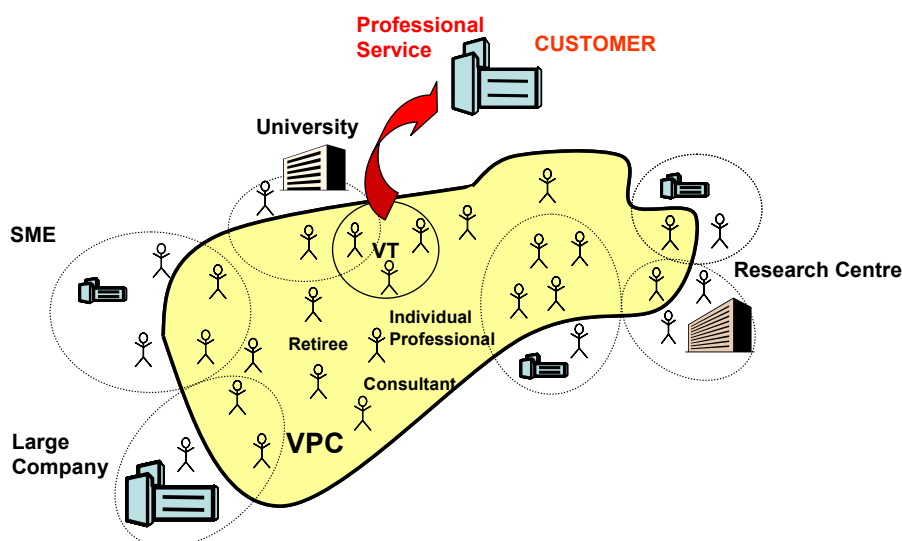 Professional
Service
CUSTOMER
University
SME
VT
Research Centre
Individual
Professional
Retiree
Consultant
VPC
Large
Company